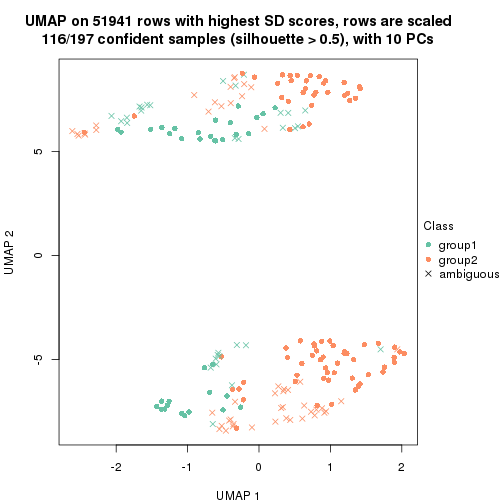 UMAP on 51941 rows with highest SD scores, rows are scaled
116/197 confident samples (silhouette > 0.5), with 10 PCs
5
0
-5
UMAP 2
-2
-1
0
1
2
UMAP 1
Class
group1
group2
ambiguous